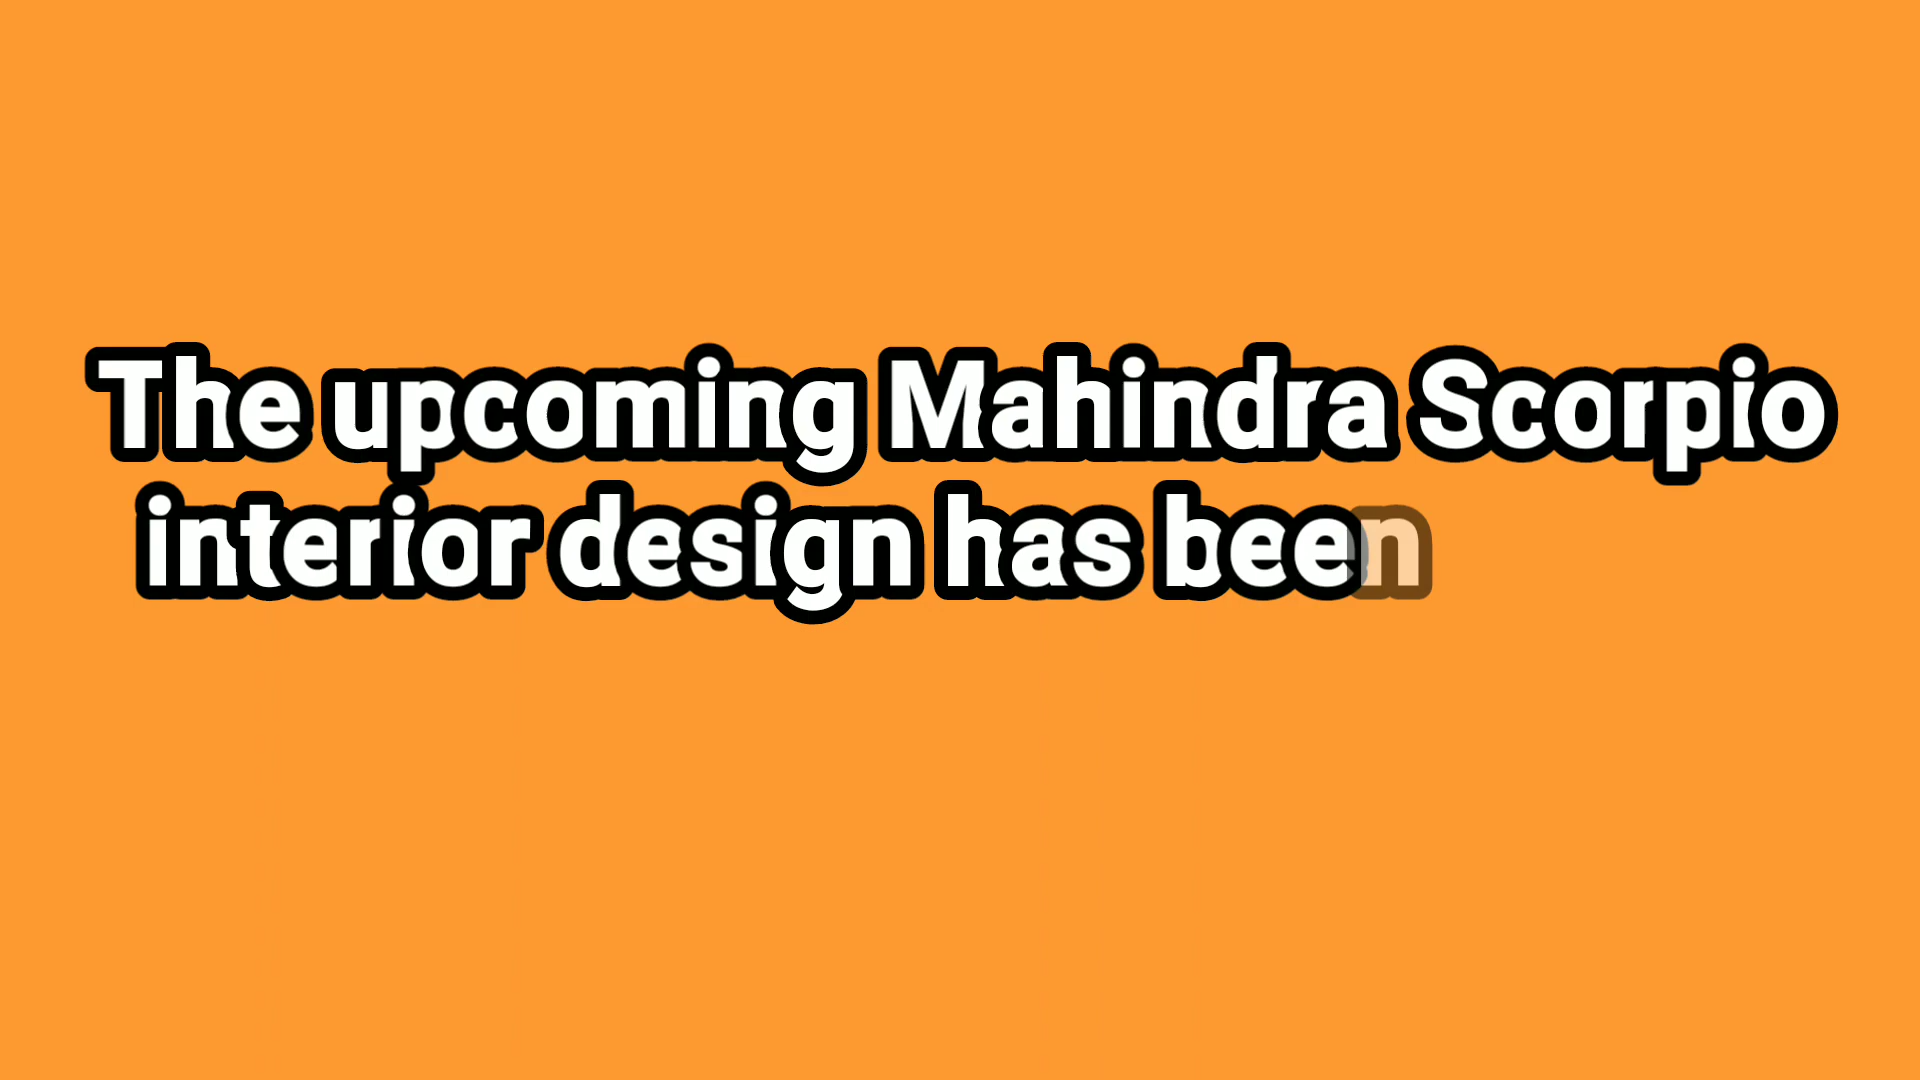 The upcoming Mahindra Scorpio
interior design has been